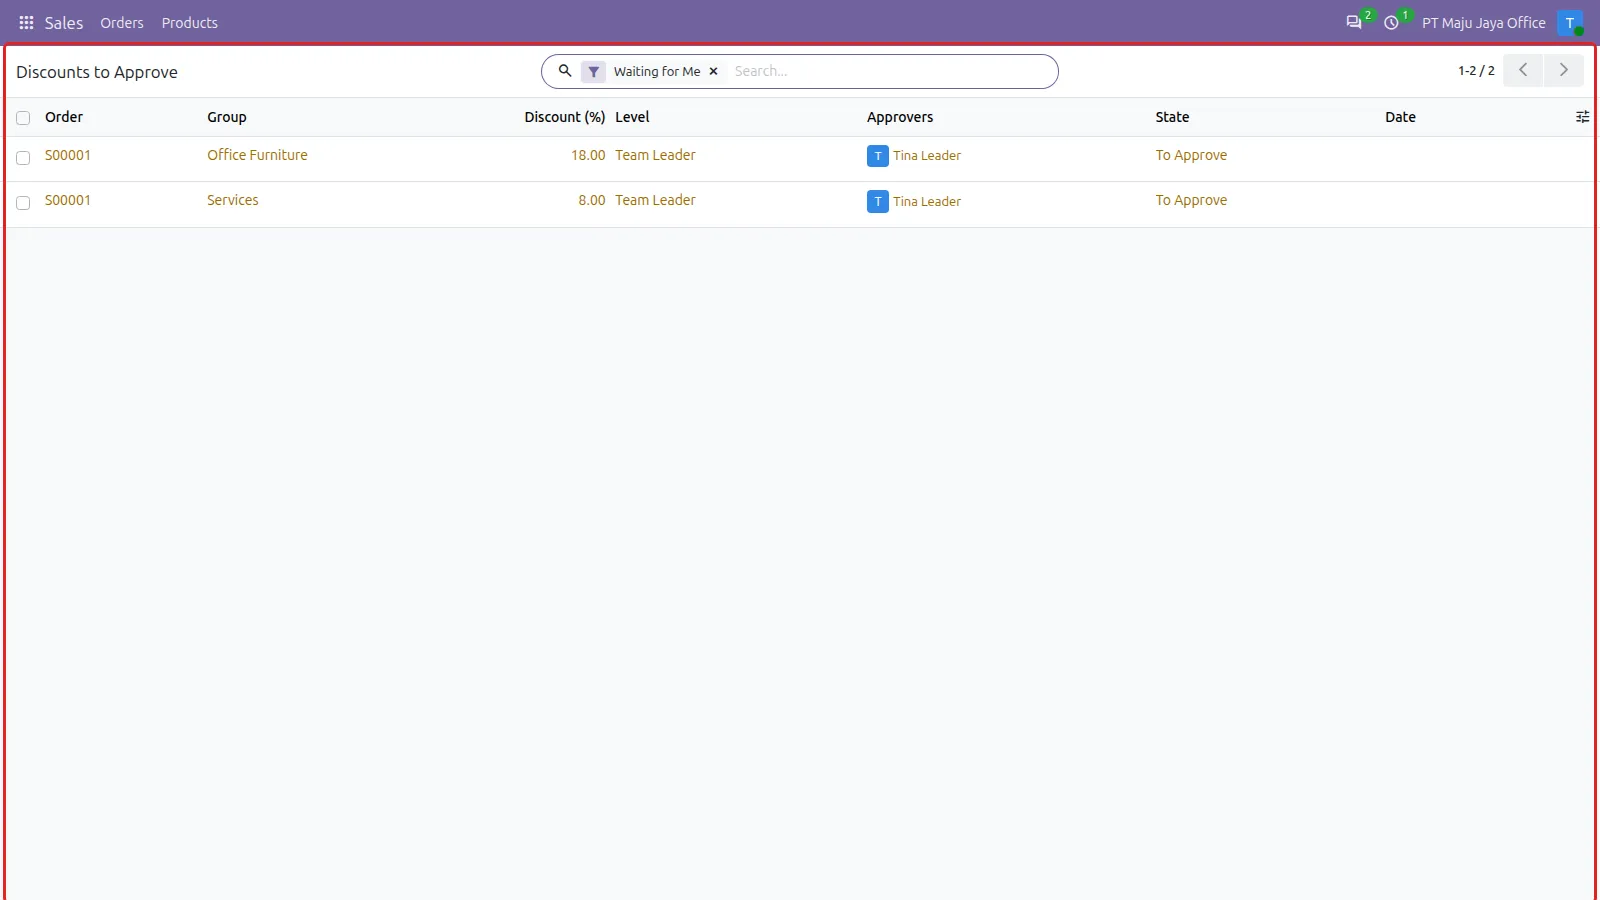 Sales Orders Products 2 1 PT Maju Jaya Office T
Discounts to Approve Waiting for Me × Search... 1-2 / 2
Order Group Discount (%) Level Approvers State Date
S00001 Office Furniture 18.00 Team Leader T Tina Leader To Approve
S00001 Services 8.00 Team Leader T Tina Leader To Approve